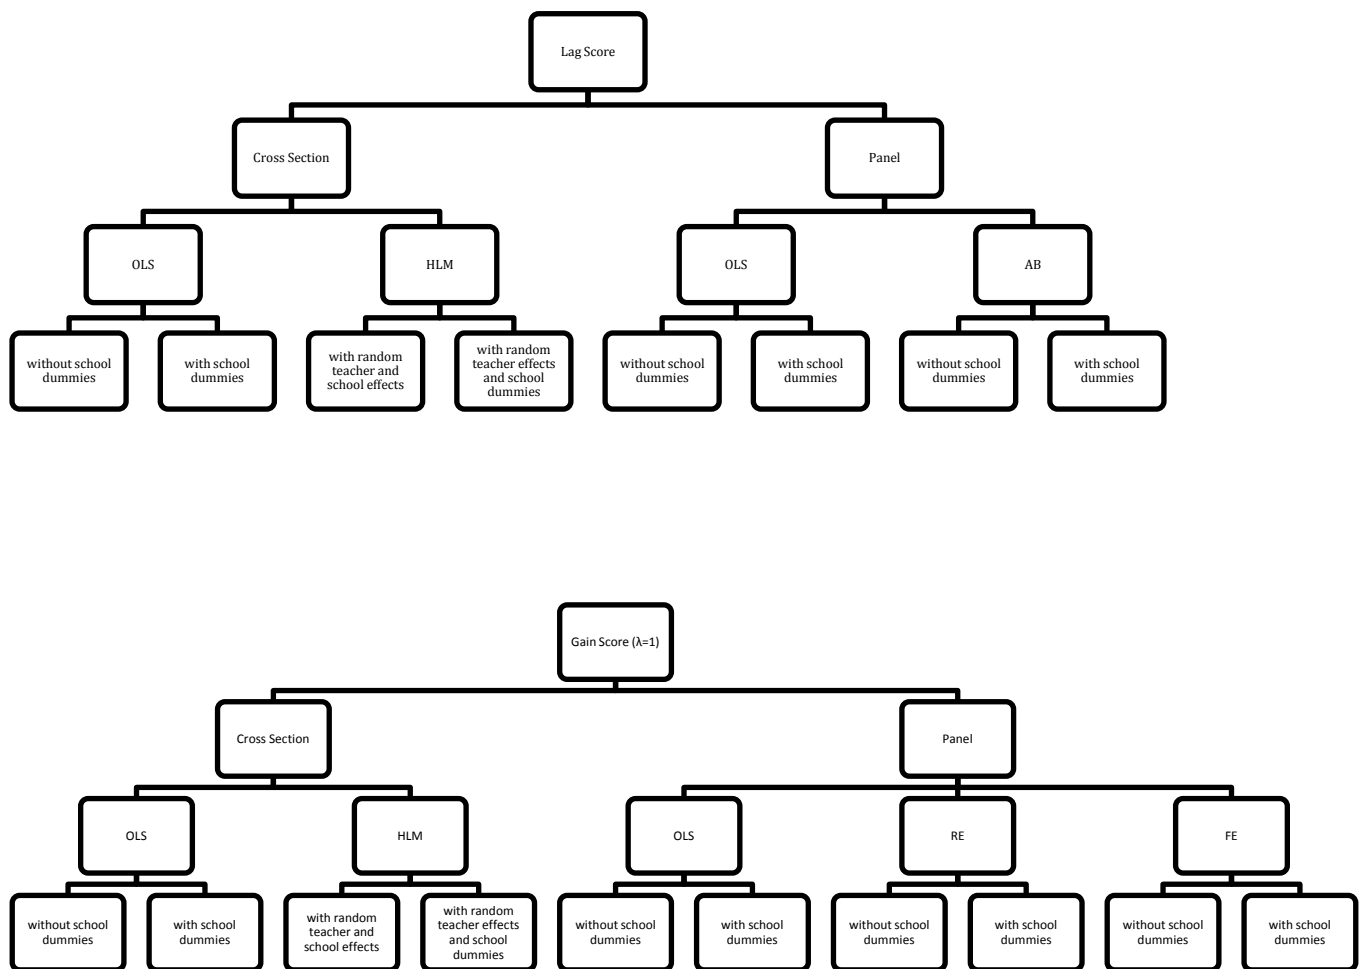 Lag Score
Cross Section
Panel
OLS
HLM
OLS
AB
without school
dummies
with school
dummies
with random
teacher and
school effects
with random
teacher effects
and school
dummies
without school
dummies
with school
dummies
without school
dummies
with school
dummies
Gain Score (λ=1)
Cross Section
Panel
OLS
HLM
OLS
RE
FE
without school
dummies
with school
dummies
with random
teacher and
school effects
with random
teacher effects
and school
dummies
without school
dummies
with school
dummies
without school
dummies
with school
dummies
without school
dummies
with school
dummies